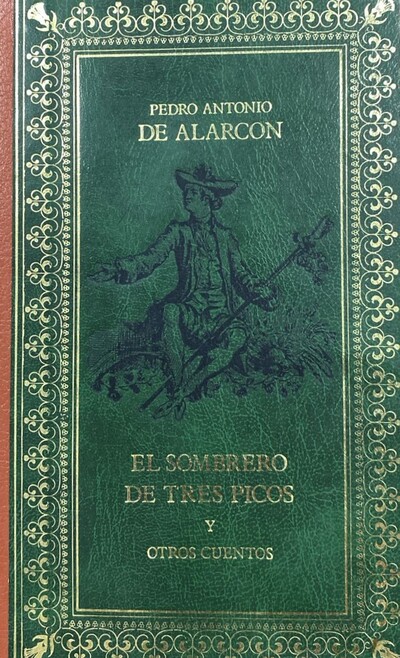 PEDRO ANTONIO
DE ALARCON
EL SOMBRERO
DE TRES PICOS
Y
OTROS CUENTOS